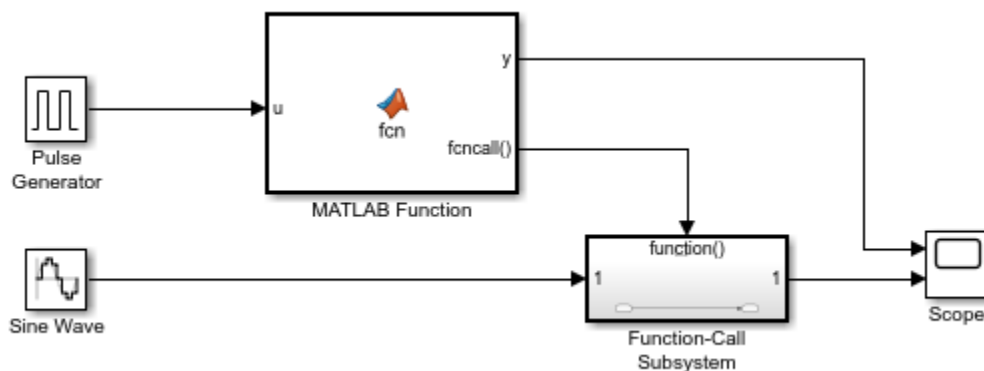 y
u
fcn
fcncall()
Pulse
Generator
MATLAB Function
function()
1
1
Sine Wave
Scope
Function-Call
Subsystem